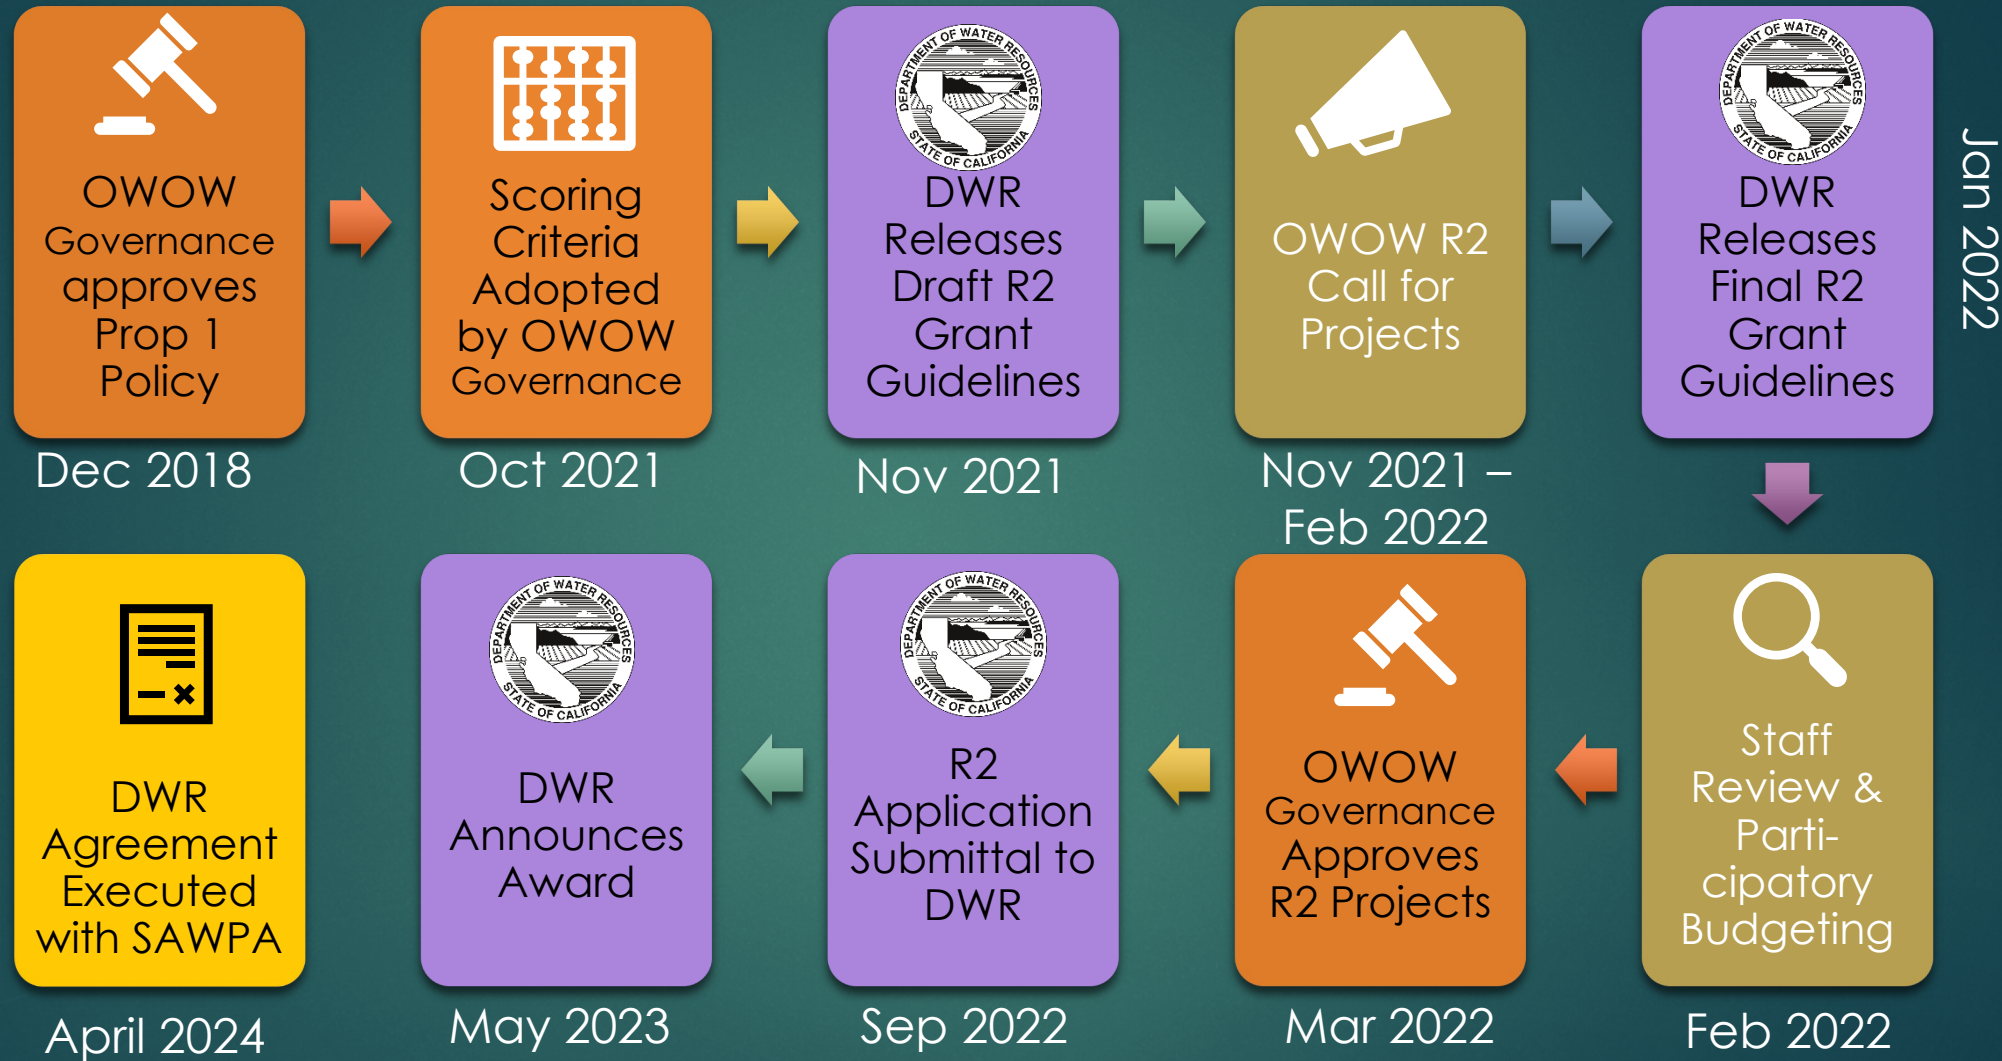 OWOW
Governance
approves
Prop 1
Policy
Dec 2018
Scoring
Criteria
Adopted
by OWOW
Governance
Oct 2021
DEPARTMENT OF WATER RESOURCES
STATE OF CALIFORNIA
DWR
Releases
Draft R2
Grant
Guidelines
Nov 2021
OWOW R2
Call for
Projects
Nov 2021 –
Feb 2022
DEPARTMENT OF WATER RESOURCES
STATE OF CALIFORNIA
DWR
Releases
Final R2
Grant
Guidelines
Jan 2022
Staff
Review &
Parti-
cipatory
Budgeting
Feb 2022
OWOW
Governance
Approves
R2 Projects
Mar 2022
DEPARTMENT OF WATER RESOURCES
STATE OF CALIFORNIA
R2
Application
Submittal to
DWR
Sep 2022
DEPARTMENT OF WATER RESOURCES
STATE OF CALIFORNIA
DWR
Announces
Award
May 2023
DWR
Agreement
Executed
with SAWPA
April 2024